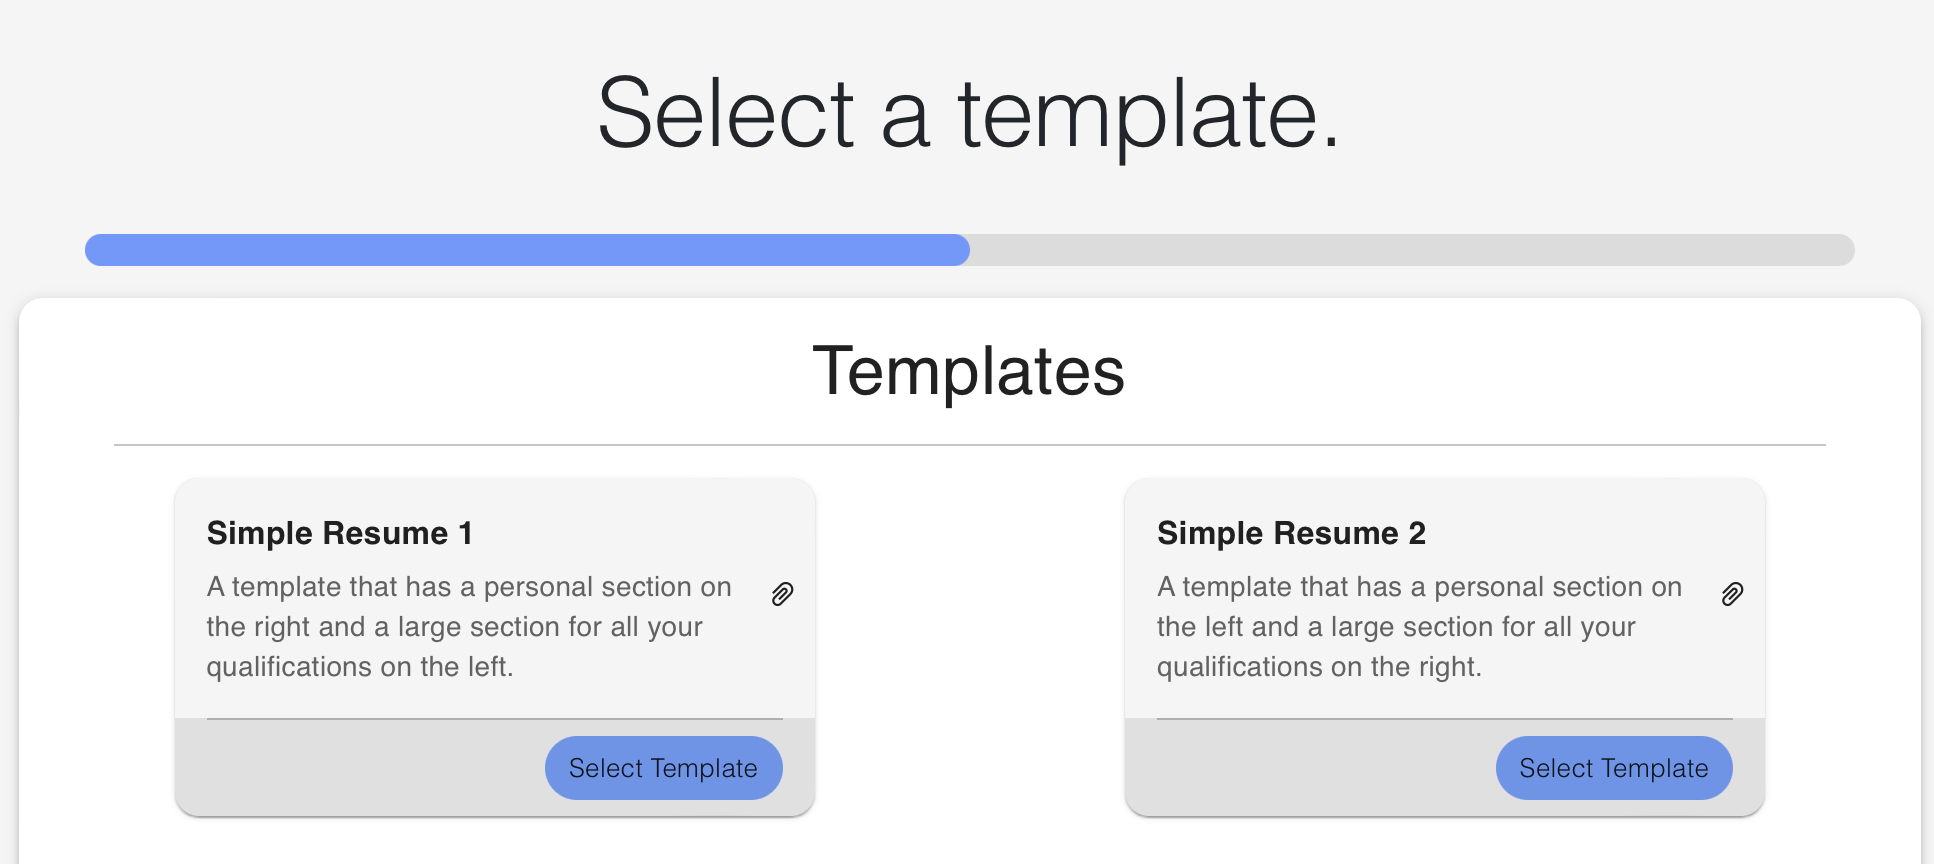 Select a template.
Templates
Simple Resume 1
A template that has a personal section on
the right and a large section for all your
qualifications on the left.
Select Template
Simple Resume 2
A template that has a personal section on
the left and a large section for all your
qualifications on the right.
Select Template